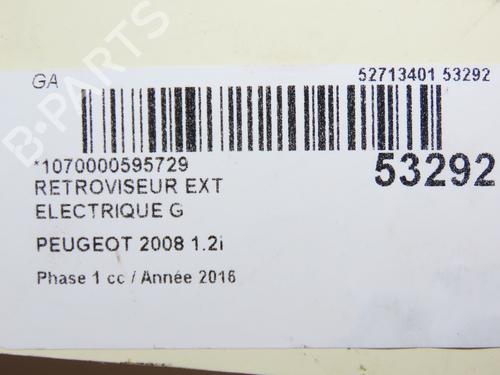 GA
52713401 53292
*1070000595729
53292
RETROVISEUR EXT
ELECTRIQUE G
PEUGEOT 2008 1.2i
Phase 1 cc / Année 2016
B-PARTS